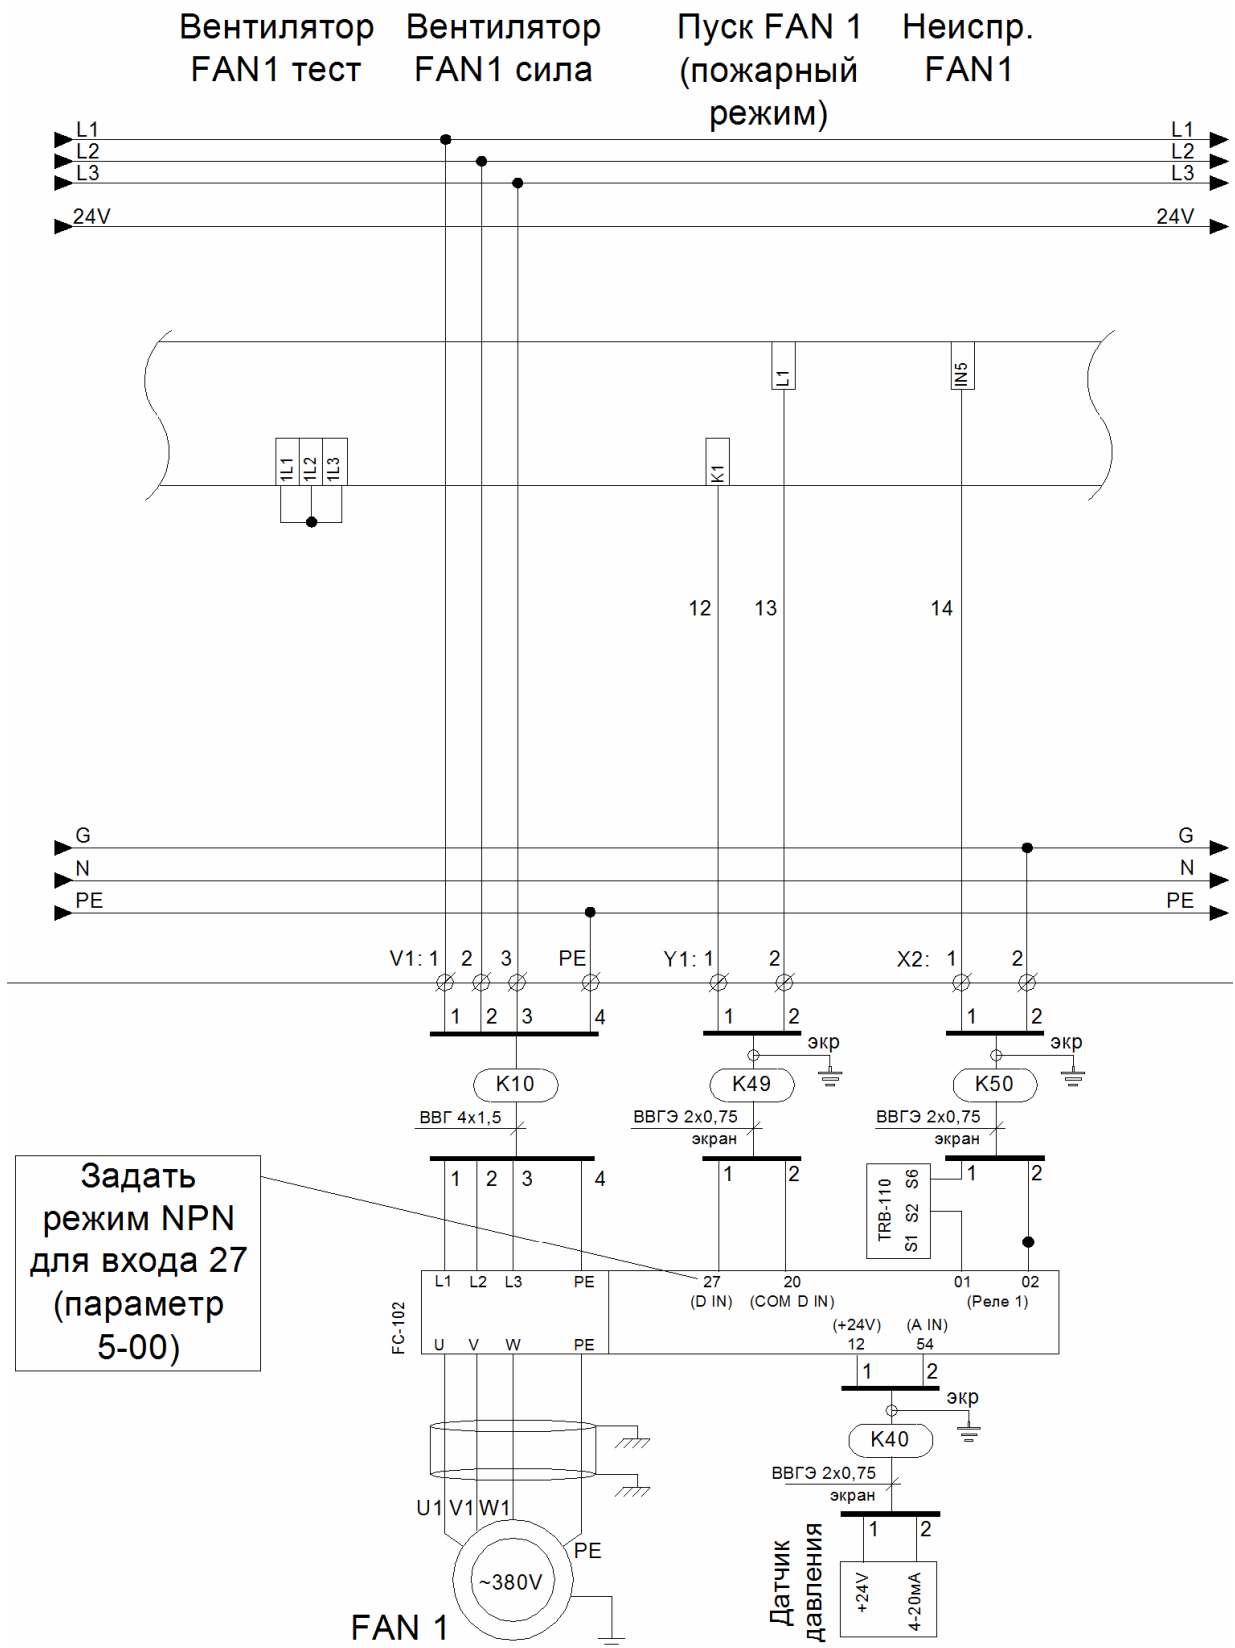 Вентилятор
FAN1 тест
Вентилятор
FAN1 сила
Пуск FAN 1
(пожарный
режим)
Неиспр.
FAN1
L1
L1
L2
L2
L3
L3
24V
24V
L1
IN5
1L1
1L2
1L3
K1
12
13
14
G
G
N
N
PE
PE
V1: 1
2
3
PE
Y1: 1
2
X2: 1
2
1
2
3
4
1
2
1
2
экр
экр
K10
K49
K50
ВВГ 4x1,5
ВВГЭ 2x0,75
экран
ВВГЭ 2x0,75
экран
Задать
режим NPN
для входа 27
(параметр
5-00)
1
2
3
4
1
2
1
2
TRB-110
S1
S2
S6
FC-102
L1
L2
L3
PE
27
(D IN)
20
(COM D IN)
01
02
(Реле 1)
(+24V)
12
(A IN)
54
U
V
W
PE
1
2
экр
K40
ВВГЭ 2x0,75
экран
U1
V1
W1
PE
1
2
~380V
FAN 1
Датчик
давления
+24V
4-20мА